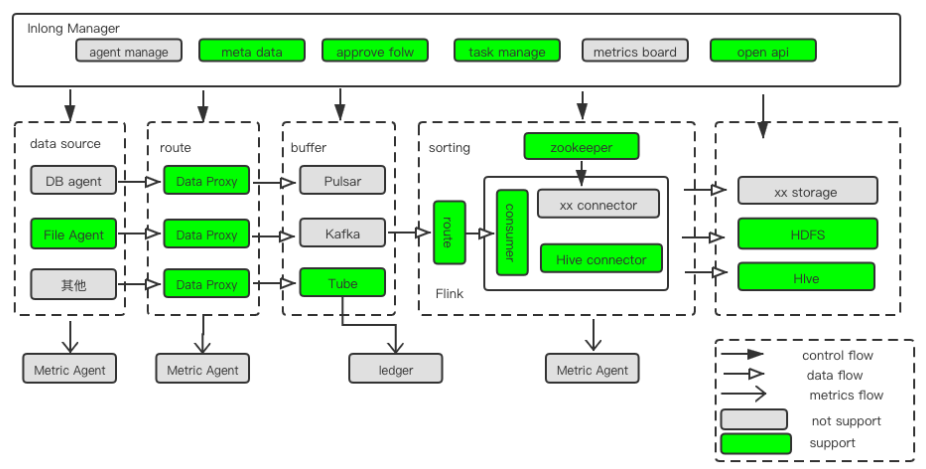 Inlong Manager
agent manage
meta data
approve folw
task manage
metrics board
open api
data source
DB agent
File Agent
其他
route
Data Proxy
Data Proxy
Data Proxy
buffer
Pulsar
Kafka
Tube
sorting
zookeeper
route
consumer
xx connector
Hive connector
Flink
xx storage
HDFS
HIve
Metric Agent
Metric Agent
ledger
Metric Agent
control flow
data flow
metrics flow
not support
support